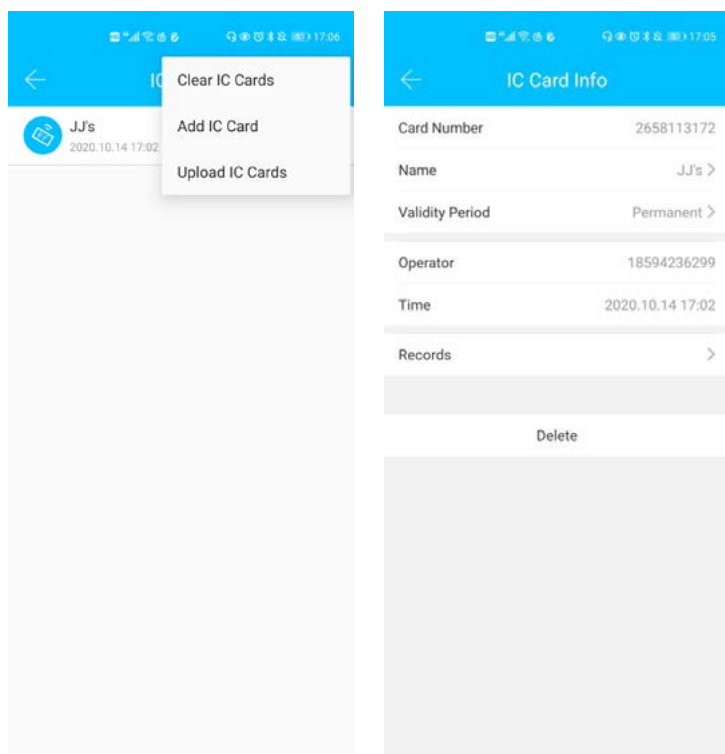 17:06
IC
Clear IC Cards
Add IC Card
Upload IC Cards
JJ's
2020.10.14 17:02
17:05
IC Card Info
Card Number 2658113172
Name JJ's
Validity Period Permanent
Operator 18594236299
Time 2020.10.14 17:02
Records
Delete